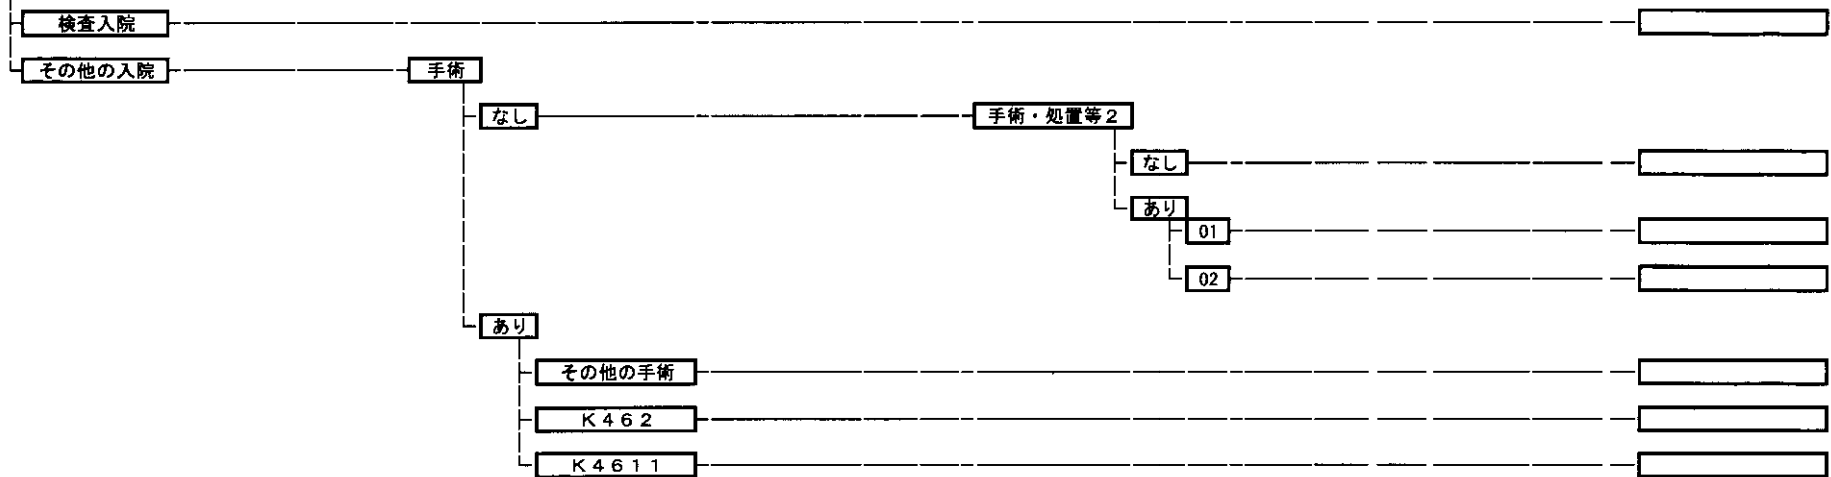 検査入院
その他の入院
手術
なし
手術・処置等2
なし
あり
01
02
あり
その他の手術
K462
K4611